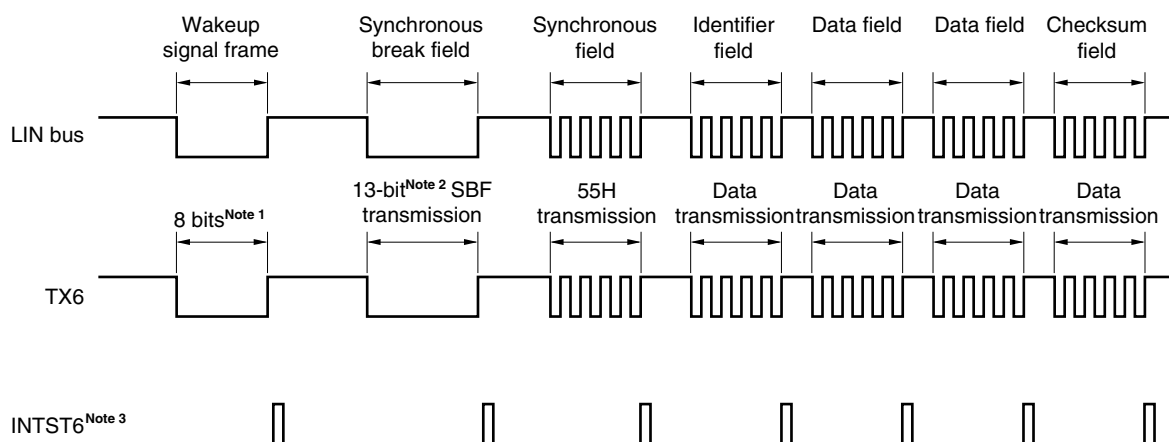 Wakeup
signal frame
Synchronous
break field
Synchronous
field
Identifier
field
Data field
Data field
Checksum
field
LIN bus
8 bitsNote 1
13-bitNote 2 SBF
transmission
55H
transmission
Data
transmission
Data
transmission
Data
transmission
Data
transmission
TX6
INTST6Note 3